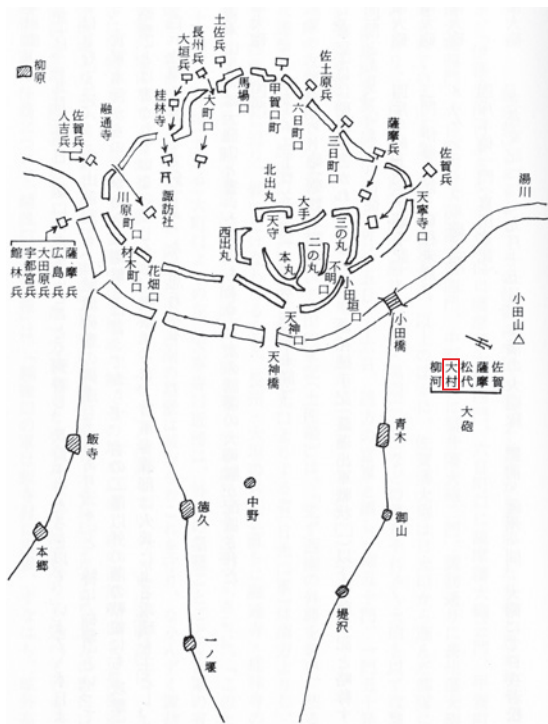 土佐兵
長州兵
大垣兵
柳原
桂林寺
大町口
馬場口
甲賀口町
六日町口
佐土原兵
三日町口
薩摩兵
佐賀兵
融通寺
佐賀兵
人吉兵
諏訪社
川原町口
北出丸
大手
天守
三の丸
天寧寺口
湯川
西出丸
本丸
二の丸
不明口
小田垣口
材木町口
花畑口
薩・摩兵
広島兵
大田原兵
宇都宮兵
館林兵
天神口
天神橋
小田橋
小田山
佐賀
薩摩
松代
大村
柳河
大砲
飯寺
青木
徳久
中野
御山
本郷
堤沢
一ノ堰